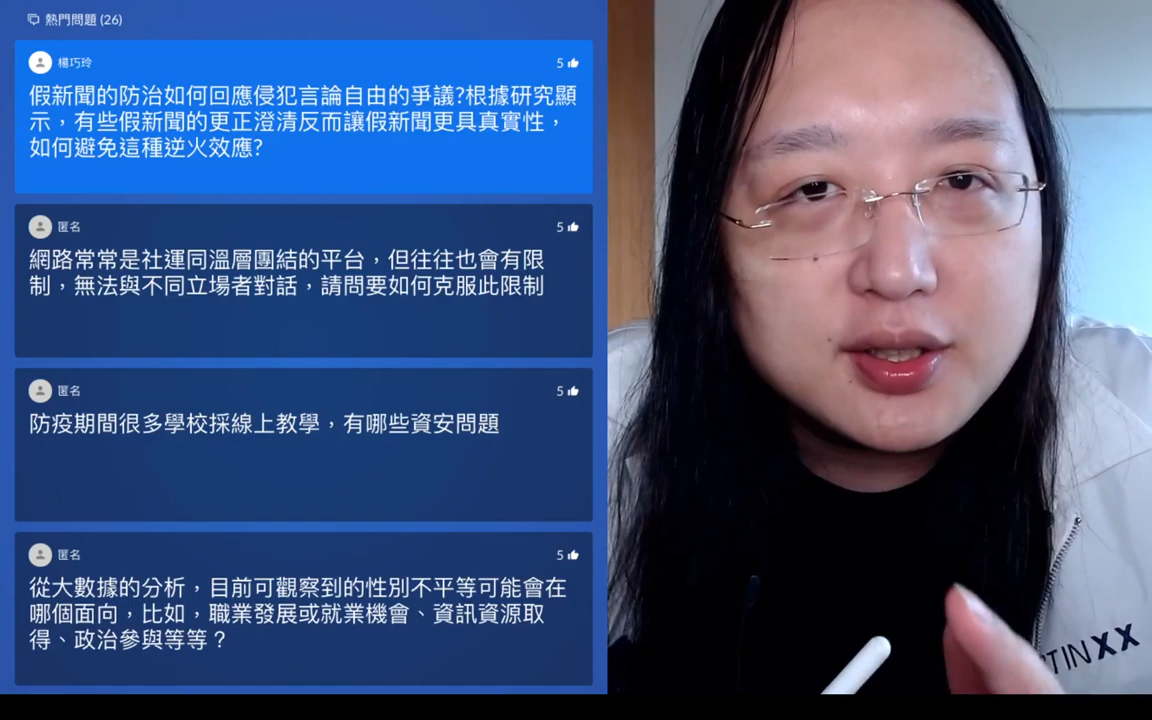 熱門問題 (26)
楊巧玲
5
假新聞的防治如何回應侵犯言論自由的爭議?根據研究顯
示，有些假新聞的更正澄清反而讓假新聞更具真實性，
如何避免這種逆火效應?
匿名
5
網路常常是社運同溫層團結的平台，但往往也會有限
制，無法與不同立場者對話，請問要如何克服此限制
匿名
5
防疫期間很多學校採線上教學，有哪些資安問題
匿名
5
從大數據的分析，目前可觀察到的性別不平等可能會在
哪個面向，比如，職業發展或就業機會、資訊資源取
得、政治參與等等？